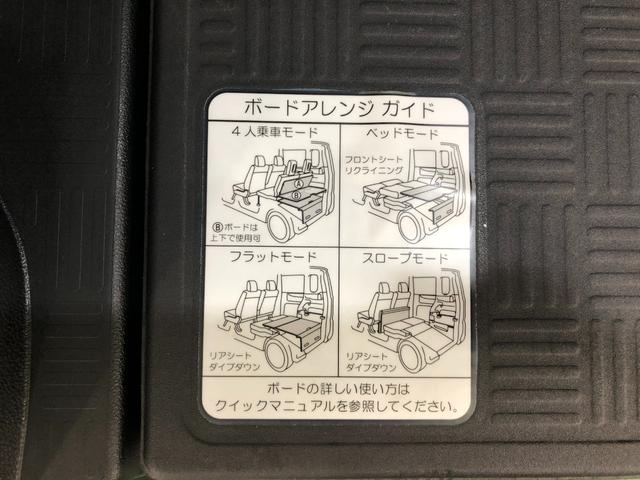 ボードアレンジ ガイド
4人乗車モード
Ⓐ
Ⓑ
Ⓑボードは
上下で使用可
ベッドモード
フロントシート
リクライニング
フラットモード
リアシート
ダイブダウン
スロープモード
リアシート
ダイブダウン
ボードの詳しい使い方は
クイックマニュアルを参照してください。